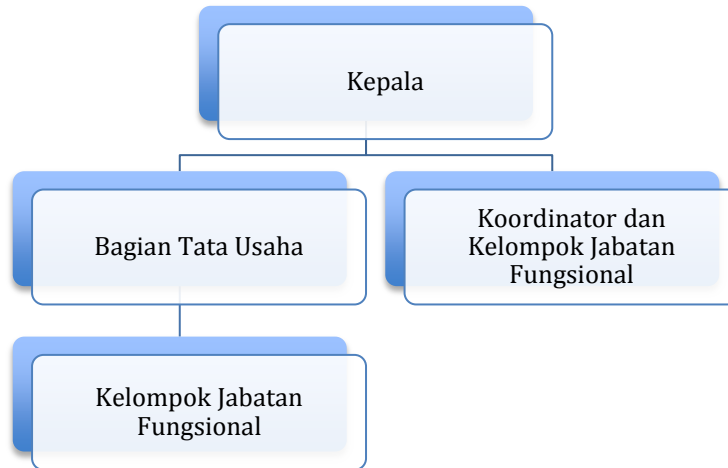 Kepala
Bagian Tata Usaha
Koordinator dan
Kelompok Jabatan
Fungsional
Kelompok Jabatan
Fungsional